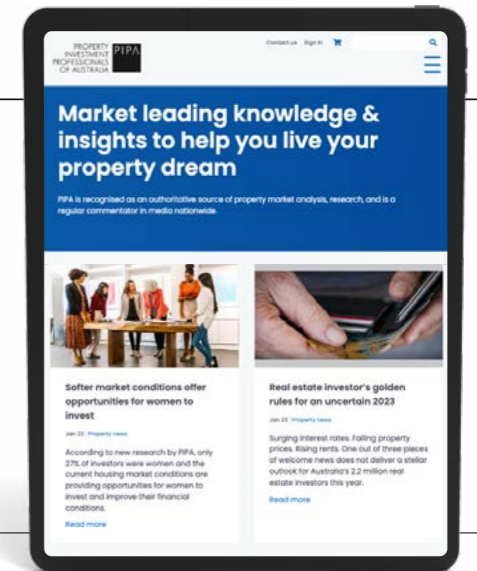 PROPERTY
INVESTMENT
PROFESSIONALS
OF AUSTRALIA
PIPA
Contact us Sign in
Market leading knowledge &
insights to help you live your
property dream
PIPA is recognised as an authoritative source of property market analysis, research, and is a
regular commentator in media nationwide.
Softer market conditions offer
opportunities for women to
invest
Jan 23 | Property news
According to new research by PIPA, only
27% of investors were women and the
current housing market conditions are
providing opportunities for women to
invest and improve their financial
conditions.
Read more
Real estate investor's golden
rules for an uncertain 2023
Jan 23 | Property news
Surging interest rates. Falling property
prices. Rising rents. One out of three pieces
of welcome news does not deliver a stellar
outlook for Australia's 2.2 million real
estate investors this year.
Read more